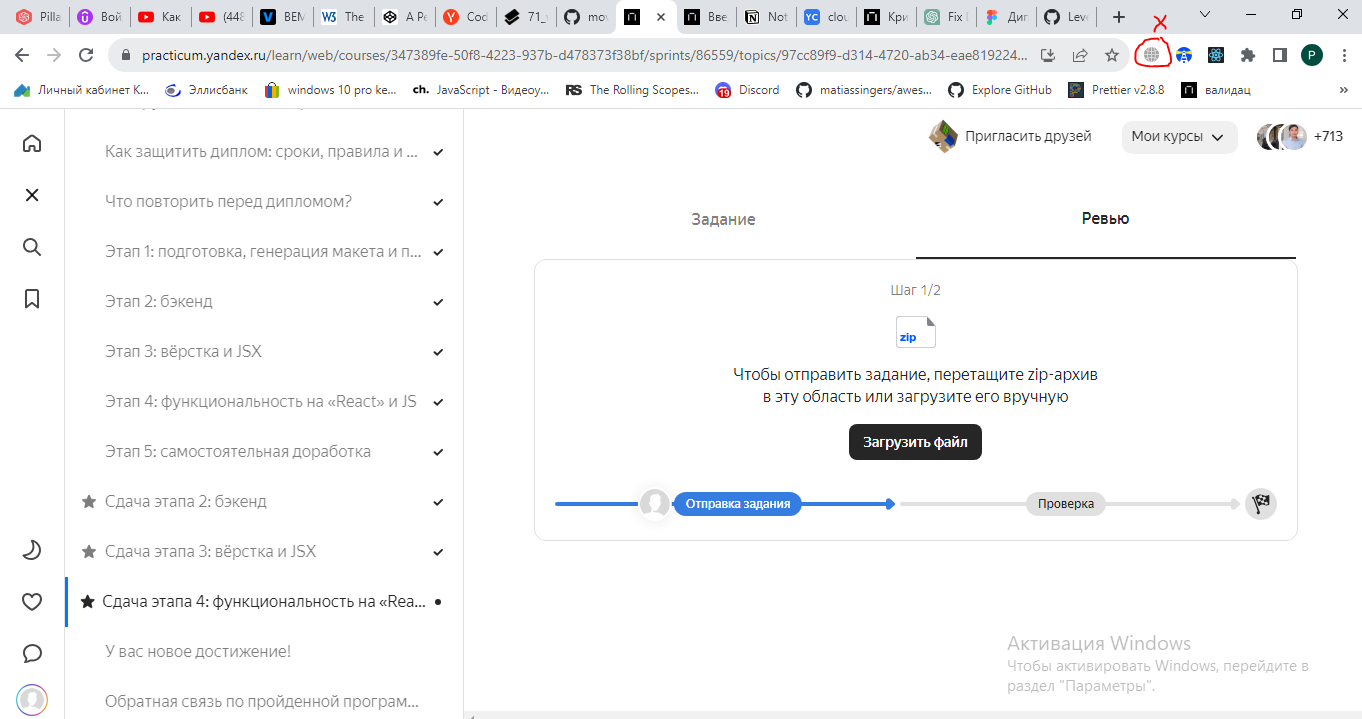 Pilla
Вой
Как
(448
BEM
The
A Pe
Cod
71_
mov
Вве
Not
clou
Кри
Fix
Дип
Leve
practicum.yandex.ru/learn/web/courses/347389fe-50f8-4223-937b-d478373f38bf/sprints/86559/topics/97cc89f9-d314-4720-ab34-eae819224...
P
Личный кабинет К...
Эллисбанк
windows 10 pro ke...
ch. JavaScript - Видеоу...
RS The Rolling Scopes...
19 Discord
matiassingers/awes...
Explore GitHub
Prettier v2.8.8
валидац
»
Пригласить друзей
Мои курсы
+713
Как защитить диплом: сроки, правила и ...
Что повторить перед дипломом?
Этап 1: подготовка, генерация макета и п...
Этап 2: бэкенд
Этап 3: вёрстка и JSX
Этап 4: функциональность на «React» и JS
Этап 5: самостоятельная доработка
Сдача этапа 2: бэкенд
Сдача этапа 3: вёрстка и JSX
Сдача этапа 4: функциональность на «Rea...
У вас новое достижение!
Обратная связь по пройденной програм...
Задание
Ревью
Шаг 1/2
zip
Чтобы отправить задание, перетащите zip-архив
в эту область или загрузите его вручную
Загрузить файл
Отправка задания
Проверка
Активация Windows
Чтобы активировать Windows, перейдите в
раздел "Параметры".